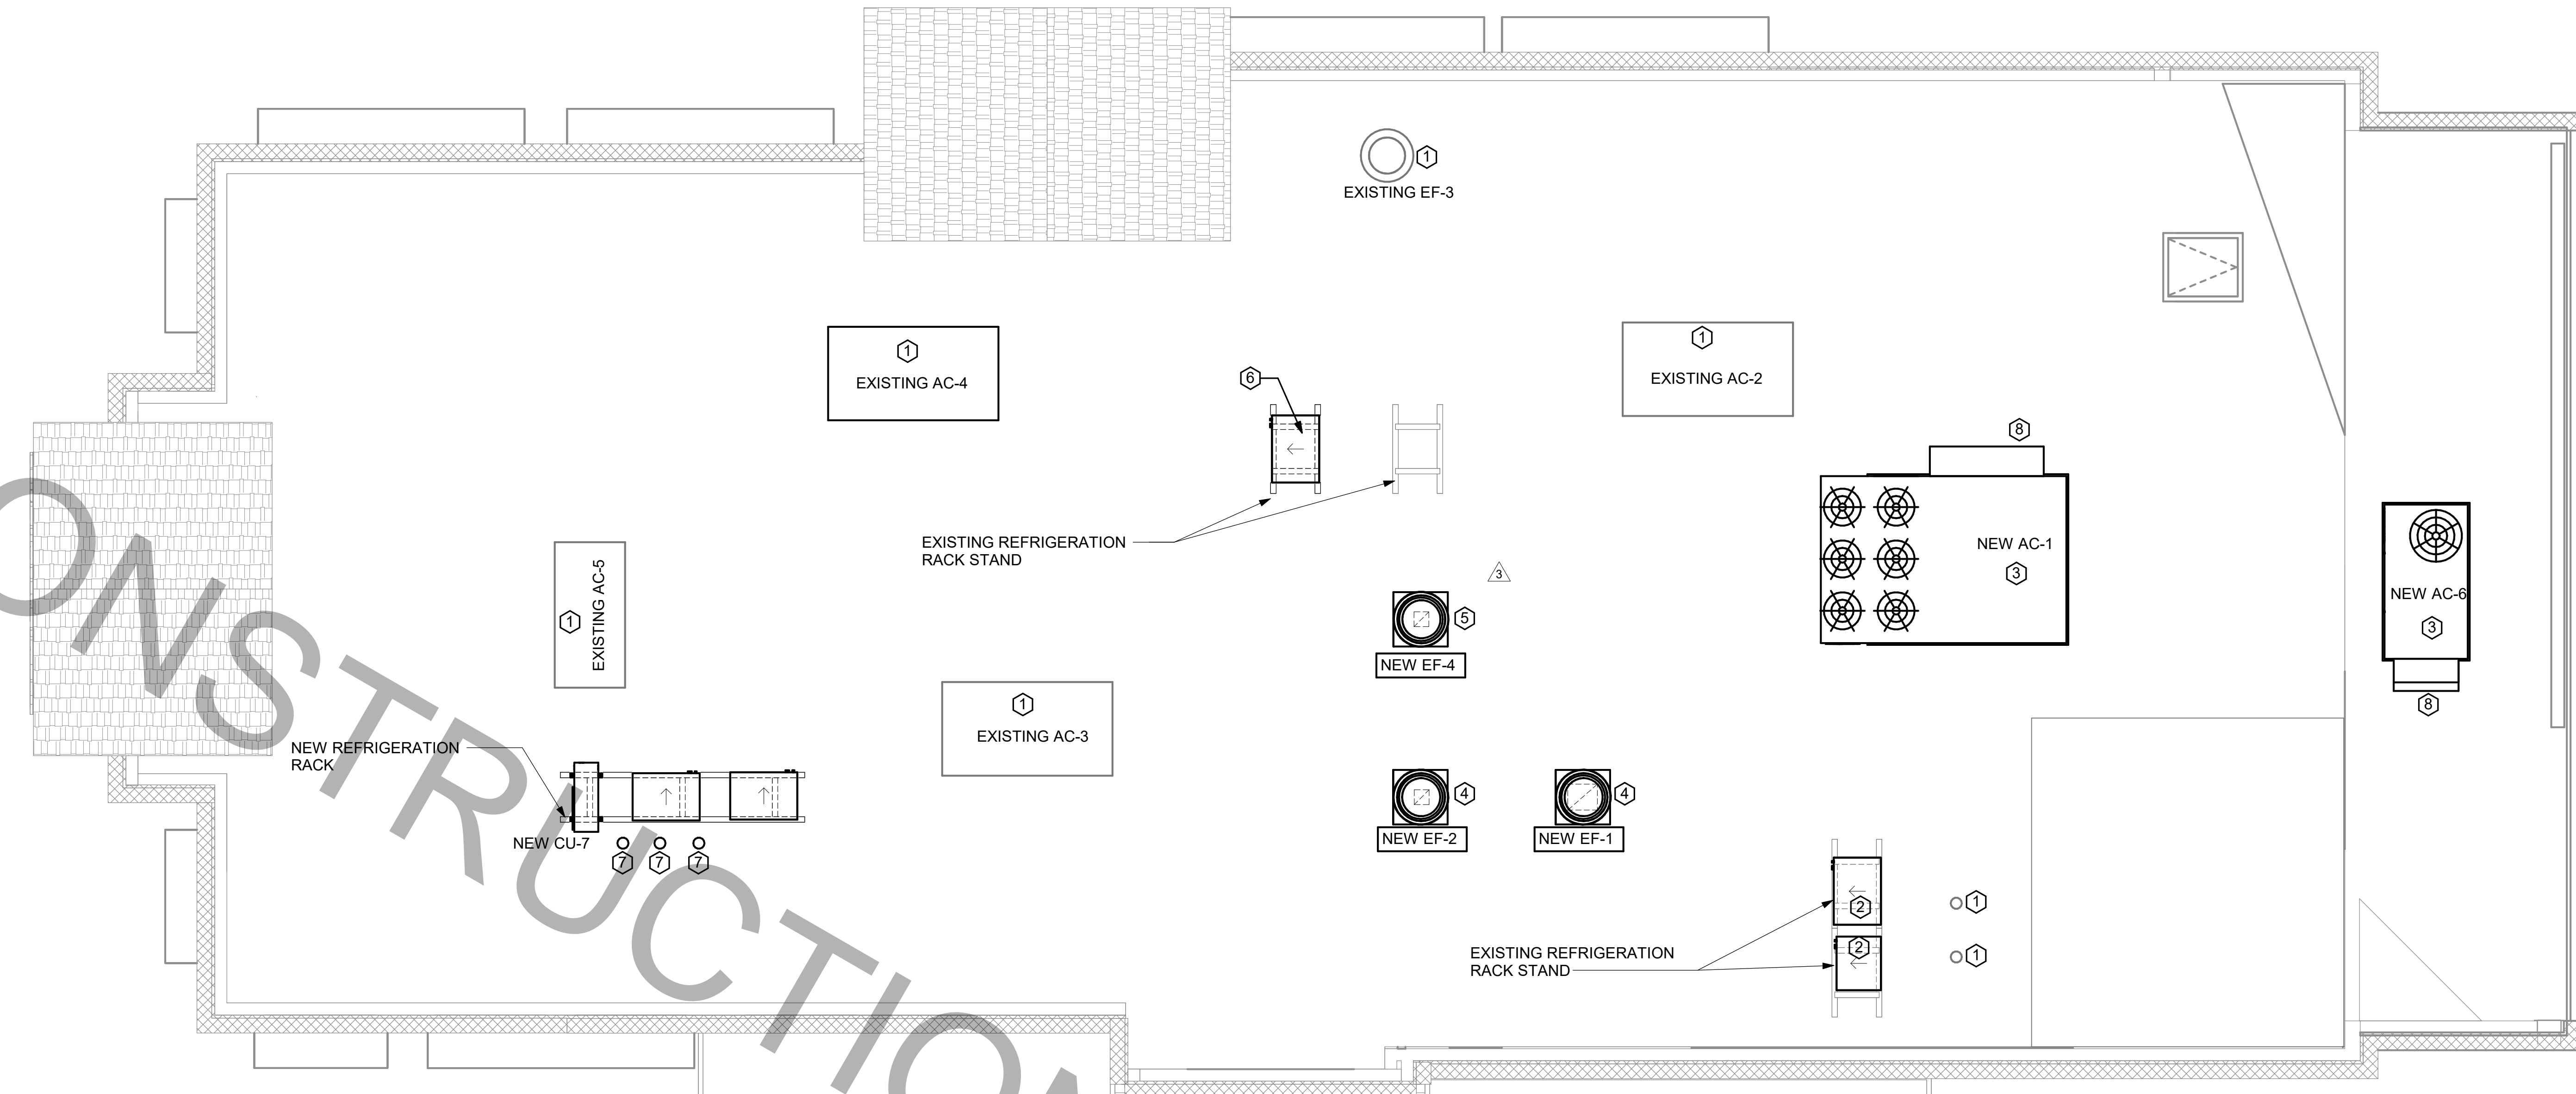 1
EXISTING EF-3
1
EXISTING AC-4
6
1
EXISTING AC-2
8
EXISTING REFRIGERATION
RACK STAND
NEW AC-1
3
3
NEW AC-6
3
8
1
EXISTING AC-5
5
NEW EF-4
1
EXISTING AC-3
NEW REFRIGERATION
RACK
NEW CU-7
7
7
7
4
NEW EF-2
4
NEW EF-1
2
2
1
1
EXISTING REFRIGERATION
RACK STAND
ONSTRUCTION